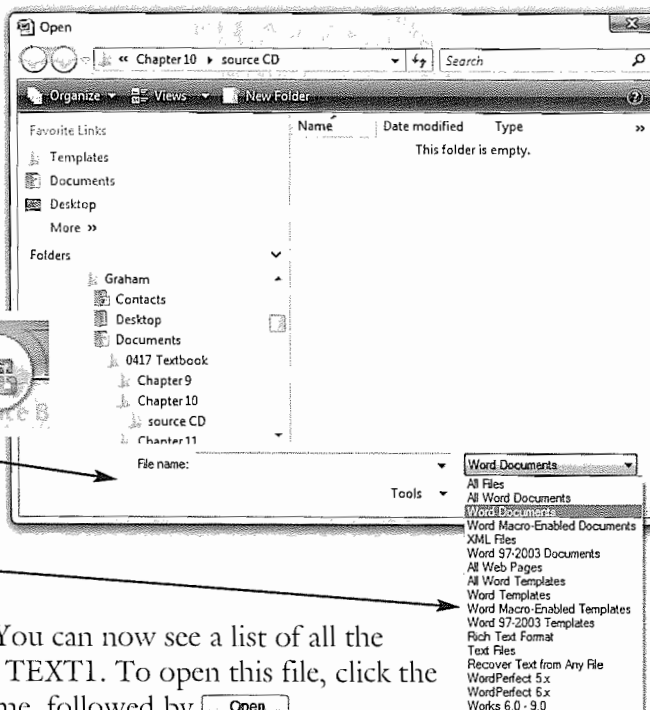 Open
« Chapter 10 ▸ source CD
Search
Organize Views New Folder
Favorite Links
Templates
Documents
Desktop
More »
Name Date modified Type »
This folder is empty.
Folders
Graham
Contacts
Desktop
Documents
0417 Textbook
Chapter 9
Chapter 10
source CD
Chapter 11
File name:
Word Documents
Tools
All Files
All Word Documents
Word Documents
Word Macro-Enabled Documents
XML Files
Word 97-2003 Documents
All Web Pages
All Word Templates
Word Templates
Word Macro-Enabled Templates
Word 97-2003 Templates
Rich Text Format
Text Files
Recover Text from Any File
WordPerfect 5.x
WordPerfect 6.x
Works 6.0 - 9.0
You can now see a list of all the
TEXT1. To open this file, click the
me, followed by Open